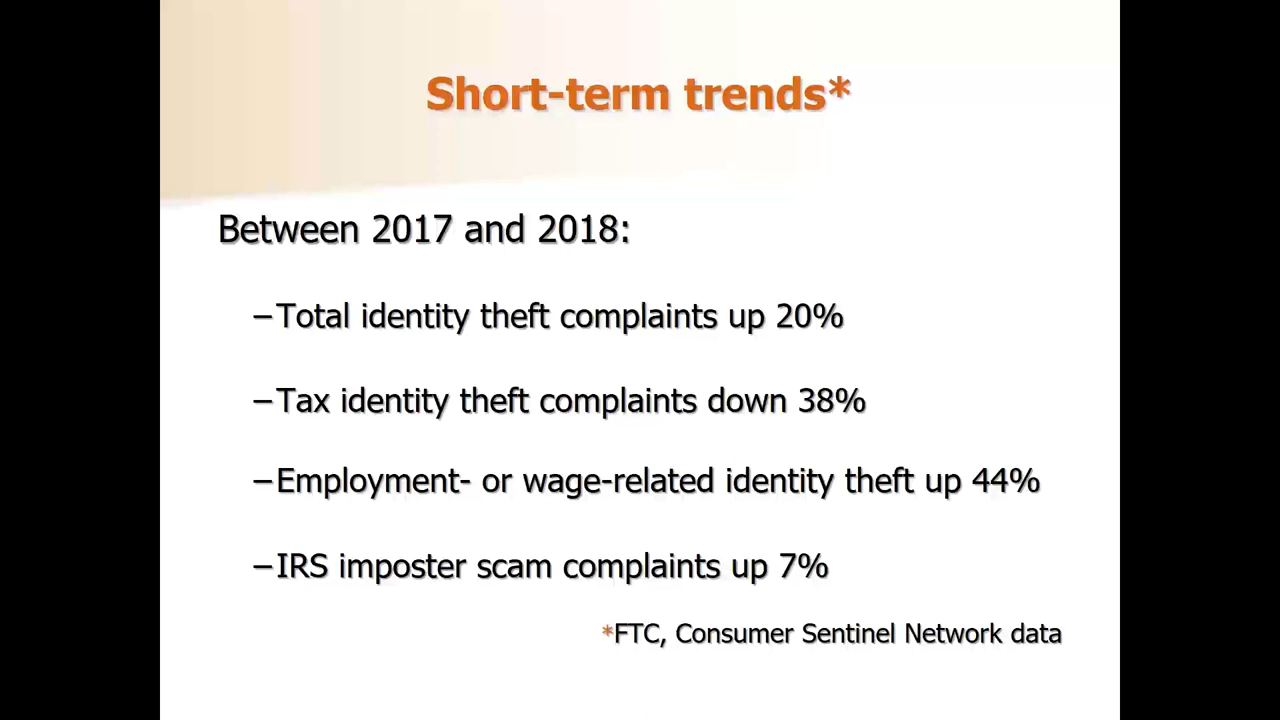 Short-term trends*
Between 2017 and 2018:
–Total identity theft complaints up 20%
–Tax identity theft complaints down 38%
–Employment- or wage-related identity theft up 44%
–IRS imposter scam complaints up 7%
*FTC, Consumer Sentinel Network data